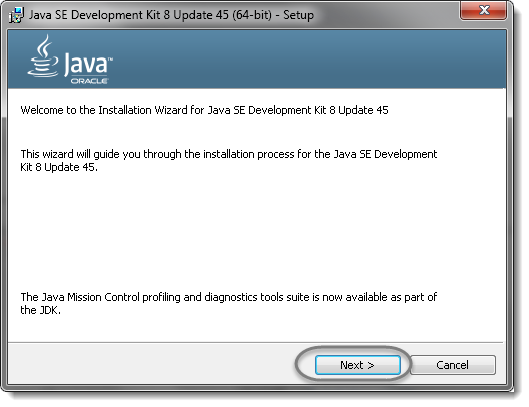 Java SE Development Kit 8 Update 45 (64-bit) - Setup
Java™
ORACLE
Welcome to the Installation Wizard for Java SE Development Kit 8 Update 45
This wizard will guide you through the installation process for the Java SE Development
Kit 8 Update 45.
The Java Mission Control profiling and diagnostics tools suite is now available as part of
the JDK.
Next >
Cancel